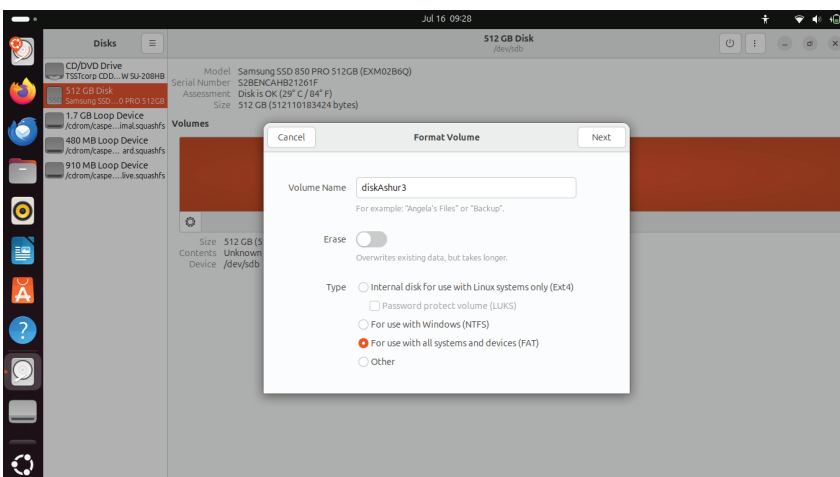 Jul 16 09:28
Disks
512 GB Disk
/dev/sdb
CD/DVD Drive
TSSTcorp CDD...W SU-208HB
512 GB Disk
Samsung SSD...0 PRO 512GB
1.7 GB Loop Device
/cdrom/caspe...imal.squashfs
480 MB Loop Device
/cdrom/caspe... ard.squashfs
910 MB Loop Device
/cdrom/caspe....live.squashfs
Model Samsung SSD 850 PRO 512GB (EXM02B6Q)
Serial Number S2BENCAHB21261F
Assessment Disk is OK (29° C / 84° F)
Size 512 GB (512110183424 bytes)
Volumes
Size 512 GB (5
Contents Unknown
Device /dev/sdb
Cancel
Format Volume
Next
Volume Name diskAshur3
For example: "Angela's Files" or "Backup".
Erase
Overwrites existing data, but takes longer.
Type Internal disk for use with Linux systems only (Ext4)
Password protect volume (LUKS)
For use with Windows (NTFS)
For use with all systems and devices (FAT)
Other